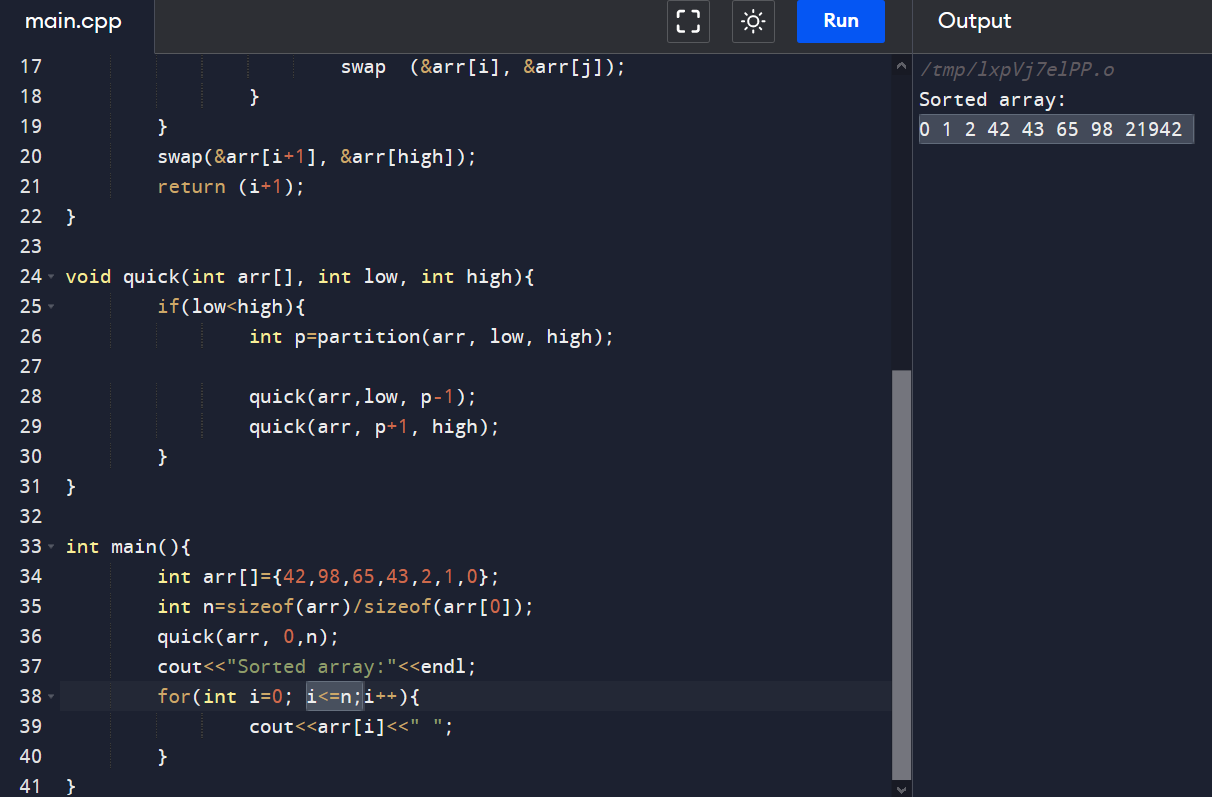 main.cpp
Run
Output
17 swap  (&arr[i], &arr[j]);
18 }
19 }
20 swap(&arr[i+1], &arr[high]);
21 return (i+1);
22 }
23
24 void quick(int arr[], int low, int high){
25 if(low<high){
26 int p=partition(arr, low, high);
27
28 quick(arr,low, p-1);
29 quick(arr, p+1, high);
30 }
31 }
32
33 int main(){
34 int arr[]={42,98,65,43,2,1,0};
35 int n=sizeof(arr)/sizeof(arr[0]);
36 quick(arr, 0,n);
37 cout<<"Sorted array:"<<endl;
38 for(int i=0; i<=n;i++){
39 cout<<arr[i]<<" ";
40 }
41 }
/tmp/lxpVj7elPP.o
Sorted array:
0 1 2 42 43 65 98 21942